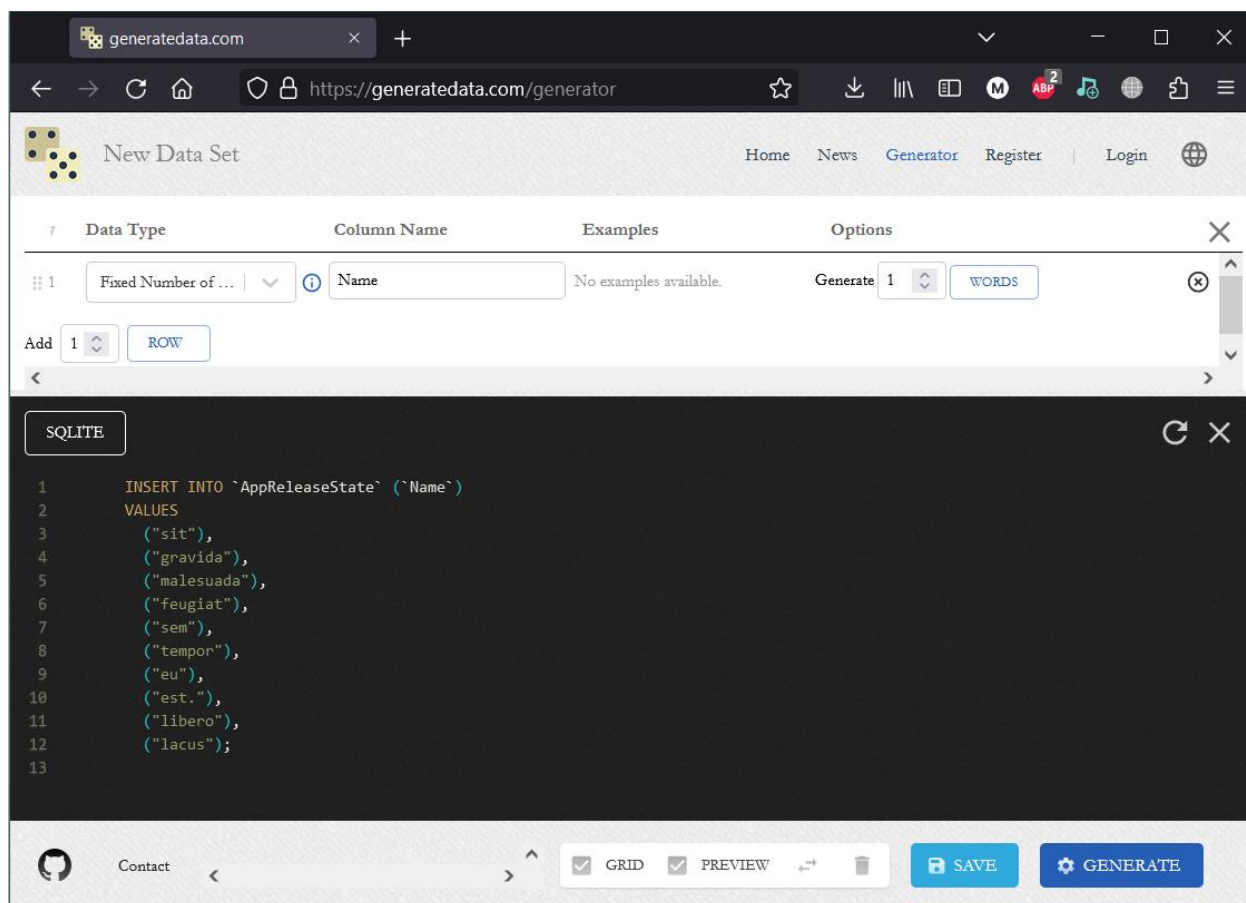 generatedata.com
https://generatedata.com/generator
M
ABP
2
New Data Set
Home News Generator Register | Login
1 Data Type Column Name Examples Options
1 Fixed Number of ... Name No examples available. Generate 1 WORDS
Add 1 ROW
SQLITE
1 INSERT INTO `AppReleaseState` (`Name`)
2 VALUES
3 ("sit"),
4 ("gravida"),
5 ("malesuada"),
6 ("feugiat"),
7 ("sem"),
8 ("tempor"),
9 ("eu"),
10 ("est."),
11 ("libero"),
12 ("lacus");
13
Contact GRID PREVIEW SAVE GENERATE